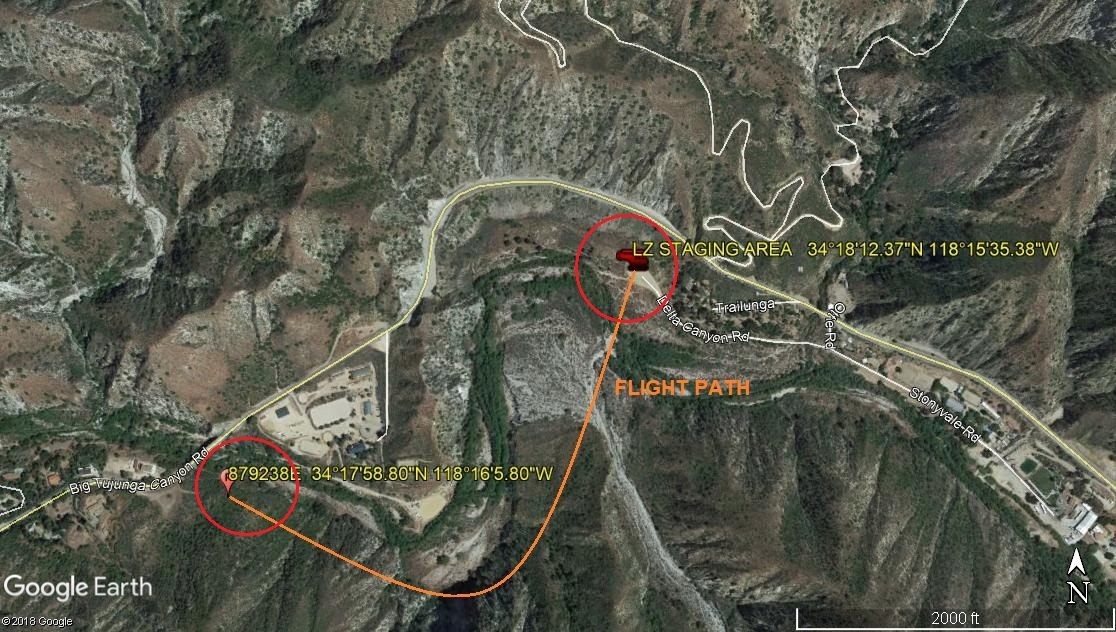 LZ STAGING AREA 34°18'12.37"N 118°15'35.38"W
Trailunga
Delta Canyon Rd
Ole Rd
FLIGHT PATH
Stonyvale Rd
879238E 34°17'58.80"N 118°16'5.80"W
Big Tujunga Canyon Rd
Google Earth
©2018 Google
N
2000 ft